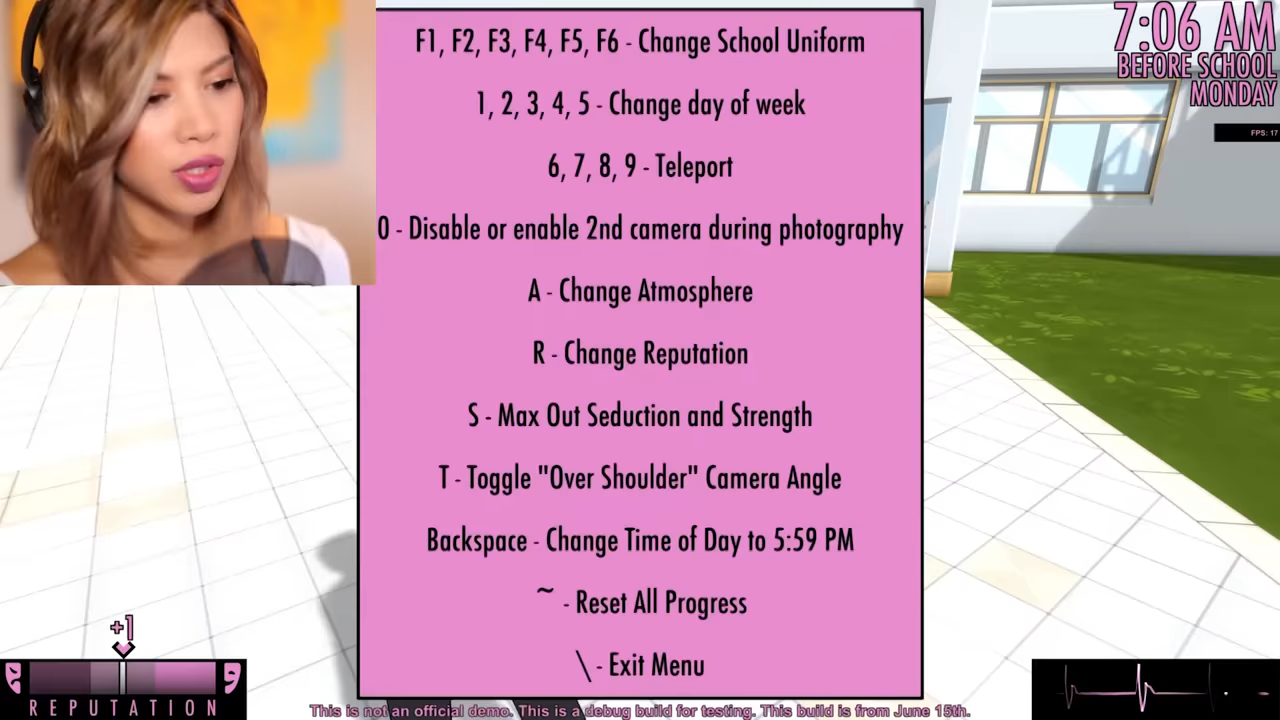 F1, F2, F3, F4, F5, F6 - Change School Uniform
1, 2, 3, 4, 5 - Change day of week
6, 7, 8, 9 - Teleport
0 - Disable or enable 2nd camera during photography
A - Change Atmosphere
R - Change Reputation
S - Max Out Seduction and Strength
T - Toggle "Over Shoulder" Camera Angle
Backspace - Change Time of Day to 5:59 PM
~ - Reset All Progress
\ - Exit Menu
7:06 AM
BEFORE SCHOOL
MONDAY
FPS: 17
+1
REPUTATION
This is not an official demo. This is a debug build for testing. This build is from June 15th.